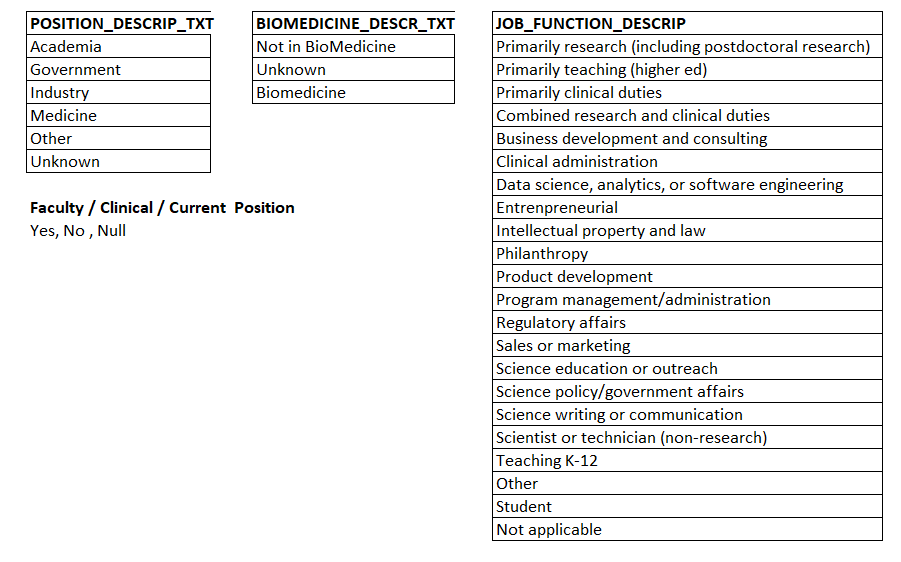 POSITION_DESCRIP_TXT
Academia
Government
Industry
Medicine
Other
Unknown
Faculty / Clinical / Current  Position
Yes, No , Null
BIOMEDICINE_DESCR_TXT
Not in BioMedicine
Unknown
Biomedicine
JOB_FUNCTION_DESCRIP
Primarily research (including postdoctoral research)
Primarily teaching (higher ed)
Primarily clinical duties
Combined research and clinical duties
Business development and consulting
Clinical administration
Data science, analytics, or software engineering
Entrenpreneurial
Intellectual property and law
Philanthropy
Product development
Program management/administration
Regulatory affairs
Sales or marketing
Science education or outreach
Science policy/government affairs
Science writing or communication
Scientist or technician (non-research)
Teaching K-12
Other
Student
Not applicable